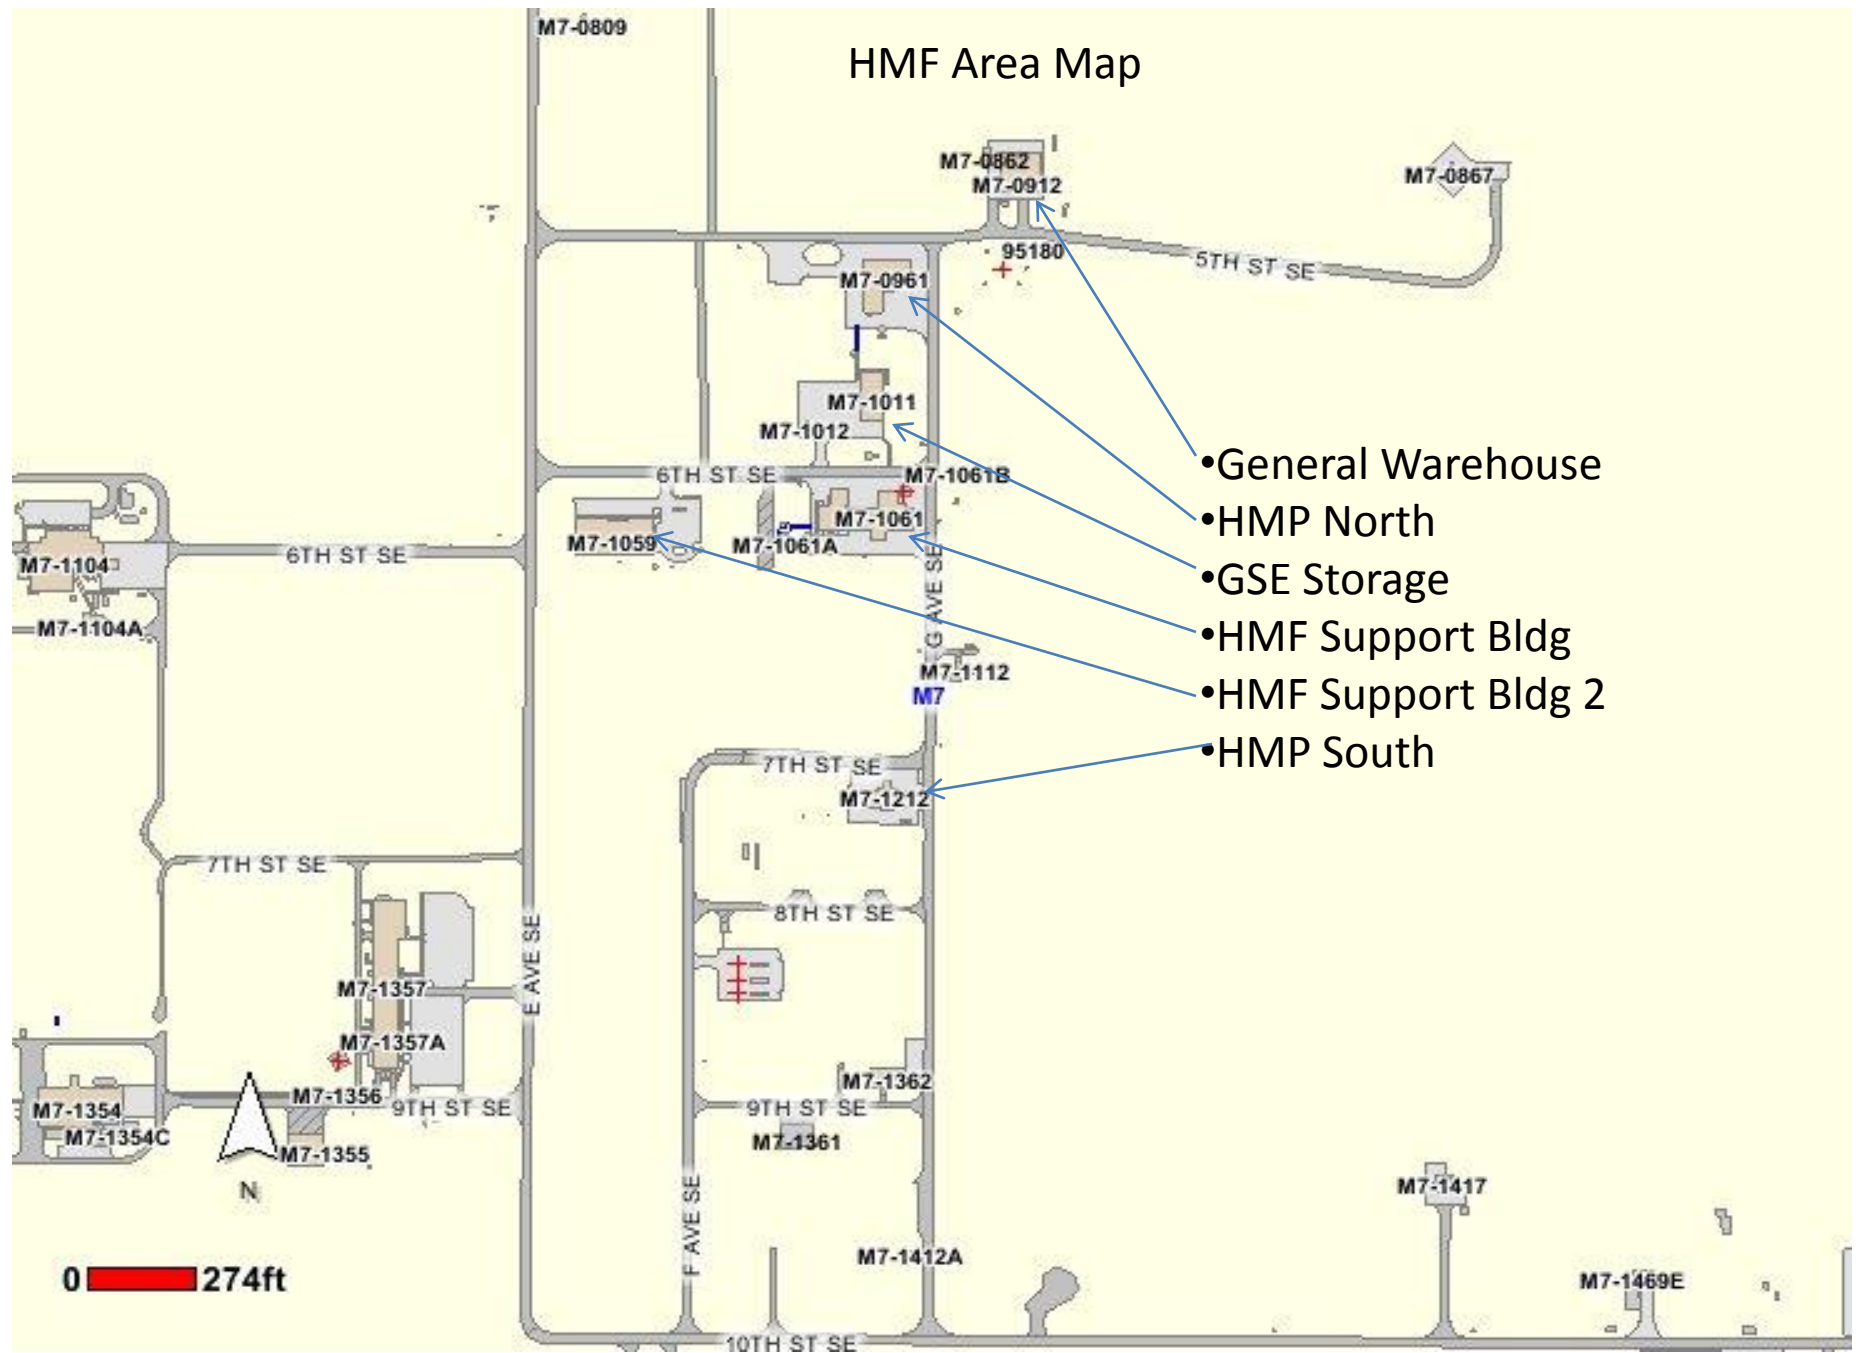 M7-0809
HMF Area Map
M7-0862
M7-0912
M7-0867
95180
5TH ST SE
M7-0961
M7-1011
M7-1012
•General Warehouse
6TH ST SE
M7-1061B
•HMP North
M7-1061
M7-1059
M7-1061A
6TH ST SE
M7-1104
•GSE Storage
G AVE SE
M7-1104A
•HMF Support Bldg
M7-1112
M7
•HMF Support Bldg 2
•HMP South
7TH ST SE
M7-1212
7TH ST SE
8TH ST SE
E AVE SE
M7-1357
M7-1357A
M7-1362
M7-1356
9TH ST SE
9TH ST SE
M7-1354
M7-1354C
M7-1355
M7-1361
N
M7-1417
F AVE SE
M7-1412A
0 274ft
M7-1469E
10TH ST SE